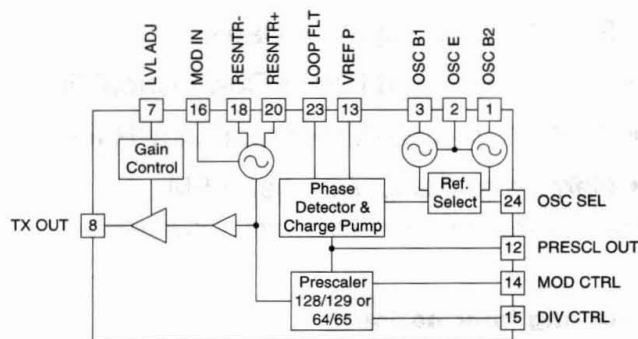 LVL ADJ
MOD IN
RESNTR-
RESNTR+
LOOP FLT
VREF P
OSC B1
OSC E
OSC B2
7
16
18
20
23
13
3
2
1
Gain
Control
Phase
Detector &
Charge Pump
Ref.
Select
24
OSC SEL
TX OUT
8
12
PRESCL OUT
Prescaler
128/129 or
64/65
14
MOD CTRL
15
DIV CTRL